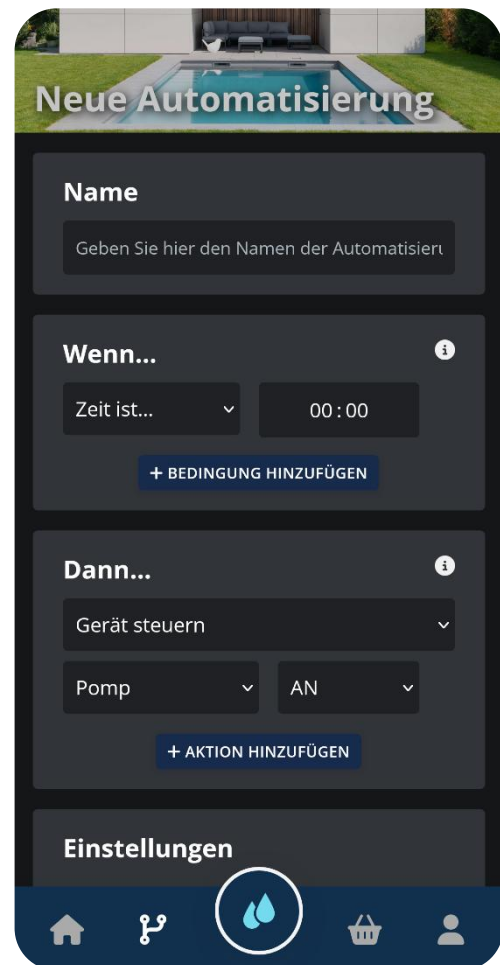 Neue Automatisierung
Name
Geben Sie hier den Namen der Automatisieru
Wenn...
Zeit ist...
00:00
+ BEDINGUNG HINZUFÜGEN
Dann...
Gerät steuern
Pomp
AN
+ AKTION HINZUFÜGEN
Einstellungen